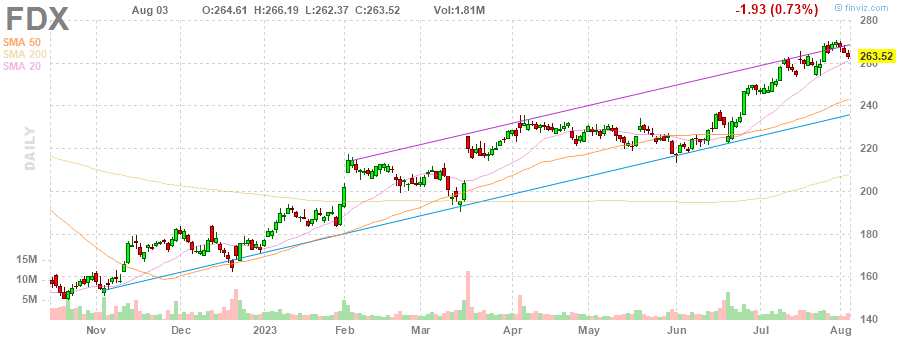 FDX Aug 03 O:264.61 H:266.19 L:262.37 C:263.52 Vol:1.81M -1.93 (0.73%) © finviz.com
SMA 50
SMA 200
SMA 20
DAILY
280
260
263.52
240
220
200
180
160
140
15M
10M
5M
Nov Dec 2023 Feb Mar Apr May Jun Jul Aug